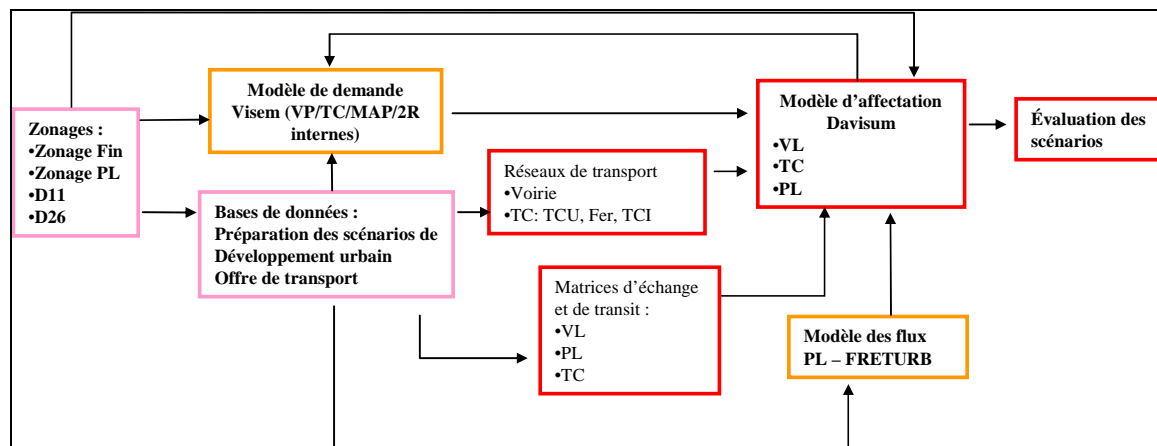 Zonages :
•Zonage Fin
•Zonage PL
•D11
•D26
Modèle de demande
Visem (VP/TC/MAP/2R
internes)
Bases de données :
Préparation des scénarios de
Développement urbain
Offre de transport
Réseaux de transport
•Voirie
•TC: TCU, Fer, TCI
Matrices d’échange
et de transit :
•VL
•PL
•TC
Modèle d’affectation
Davisum
•VL
•TC
•PL
Modèle des flux
PL – FRETURB
Évaluation des
scénarios